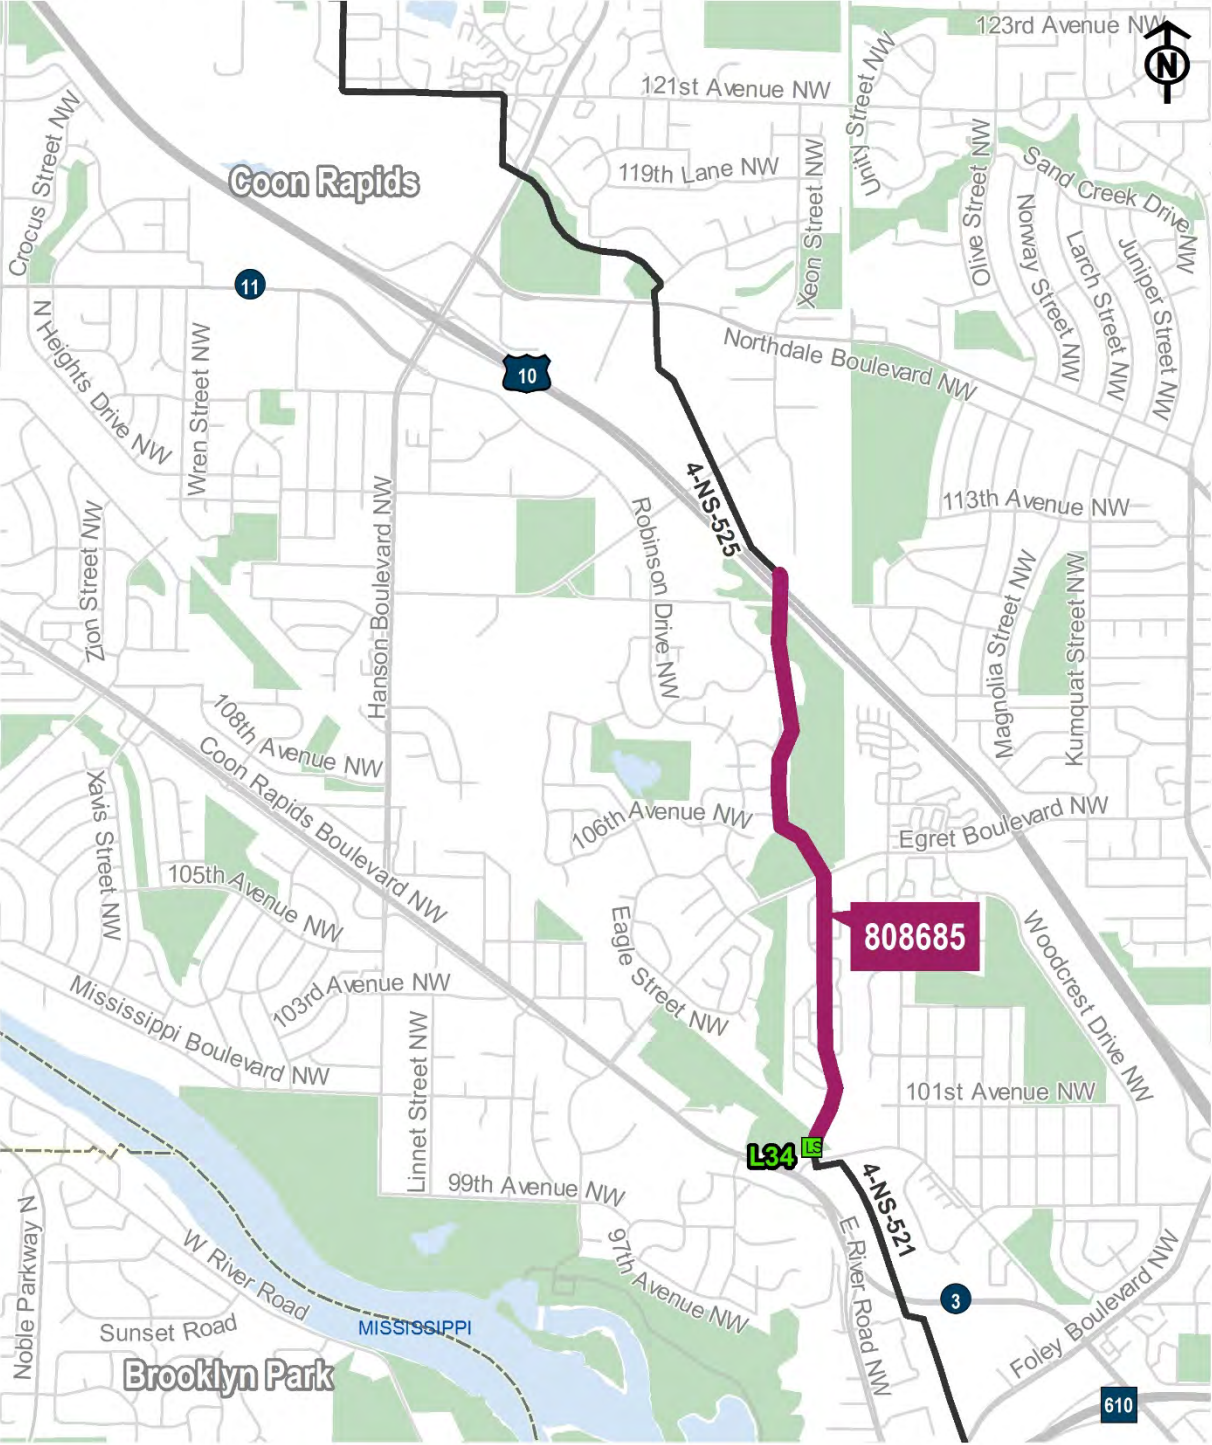 123rd Avenue NW
N
121st Avenue NW
Unity Street NW
Crocus Street NW
Coon Rapids
119th Lane NW
Xeon Street NW
Olive Street NW
Sand Creek Drive NW
Norway Street NW
Larch Street NW
Juniper Street NW
11
N Heights Drive NW
Wren Street NW
10
Northdale Boulevard NW
4-NS-525
113th Avenue NW
Zion Street NW
Hanson Boulevard NW
Robinson Drive NW
Magnolia Street NW
Kumquat Street NW
108th Avenue NW
Coon Rapids Boulevard NW
Xavis Street NW
106th Avenue NW
Egret Boulevard NW
105th Avenue NW
Eagle Street NW
808685
Woodcrest Drive NW
103rd Avenue NW
Mississippi Boulevard NW
Linnet Street NW
101st Avenue NW
L34
LS
99th Avenue NW
4-NS-521
97th Avenue NW
E River Road NW
Noble Parkway N
W River Road
3
Foley Boulevard NW
Sunset Road
MISSISSIPPI
Brooklyn Park
610